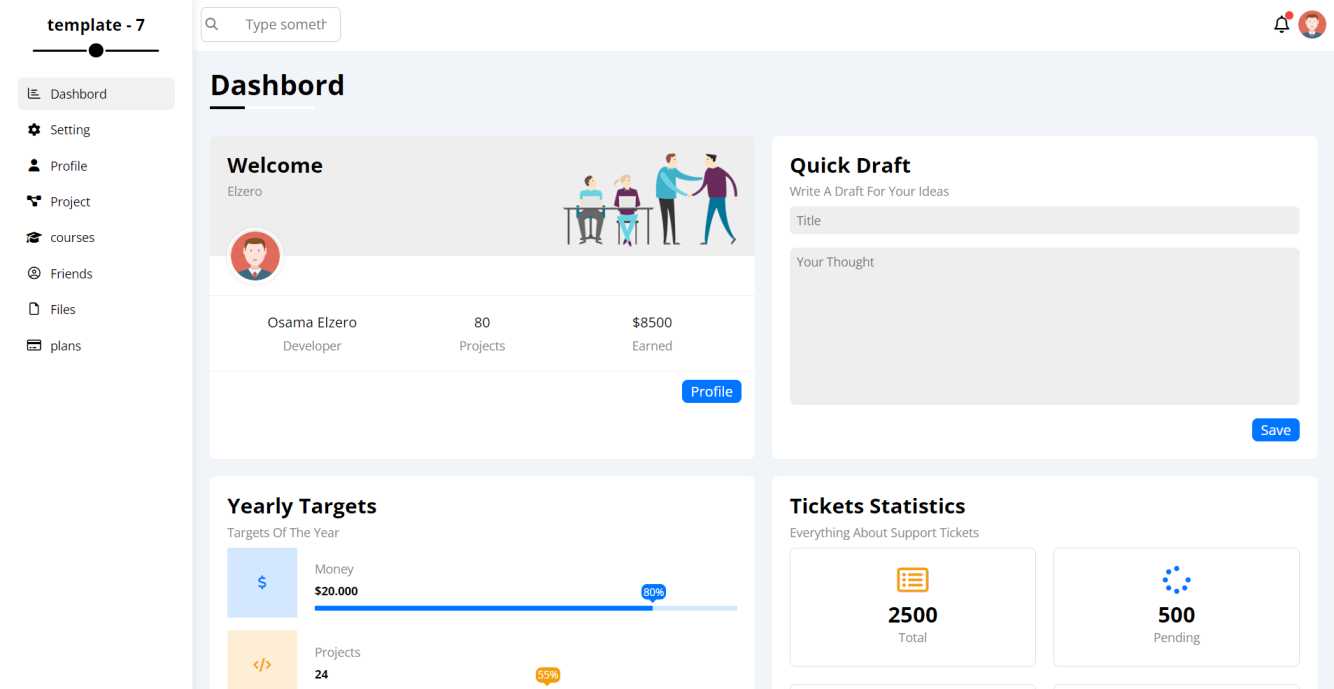 template - 7
Dashbord
Setting
Profile
Project
courses
Friends
Files
plans
Type someth
Dashbord
Welcome
Elzero
Osama Elzero
Developer
80
Projects
$8500
Earned
Profile
Quick Draft
Write A Draft For Your Ideas
Title
Your Thought
Save
Yearly Targets
Targets Of The Year
$
Money
$20.000
80%
</>
Projects
24
55%
Tickets Statistics
Everything About Support Tickets
2500
Total
500
Pending